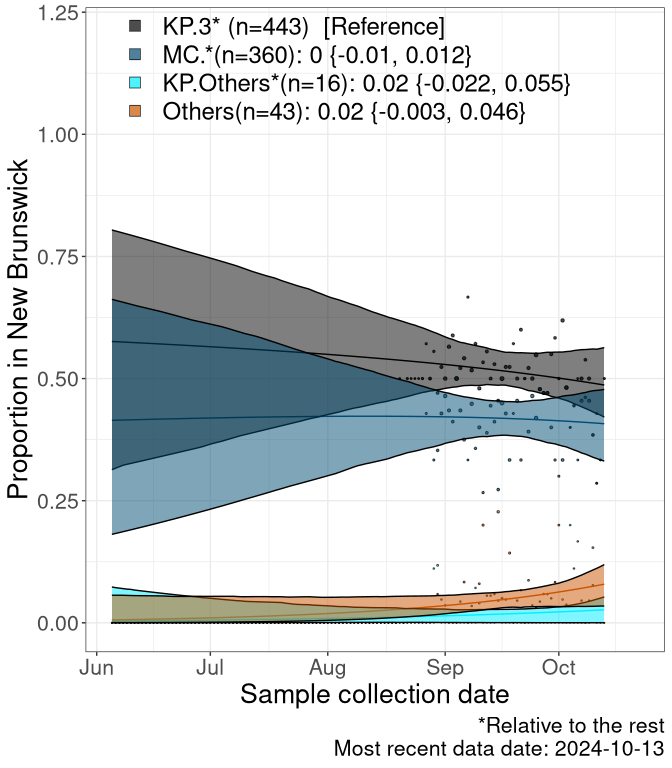 1.25
KP.3* (n=443)  [Reference]
MC.*(n=360): 0 {-0.01, 0.012}
KP.Others*(n=16): 0.02 {-0.022, 0.055}
Others(n=43): 0.02 {-0.003, 0.046}
1.00
0.75
0.50
0.25
0.00
Proportion in New Brunswick
Jun Jul Aug Sep Oct
Sample collection date
*Relative to the rest
Most recent data date: 2024-10-13